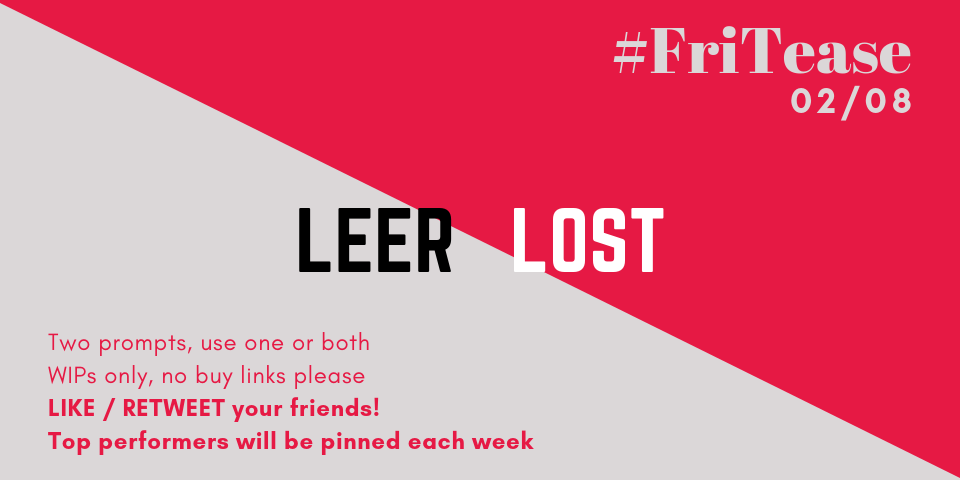 #FriTease
02/08
LEER LOST
Two prompts, use one or both
WIPs only, no buy links please
LIKE / RETWEET your friends!
Top performers will be pinned each week